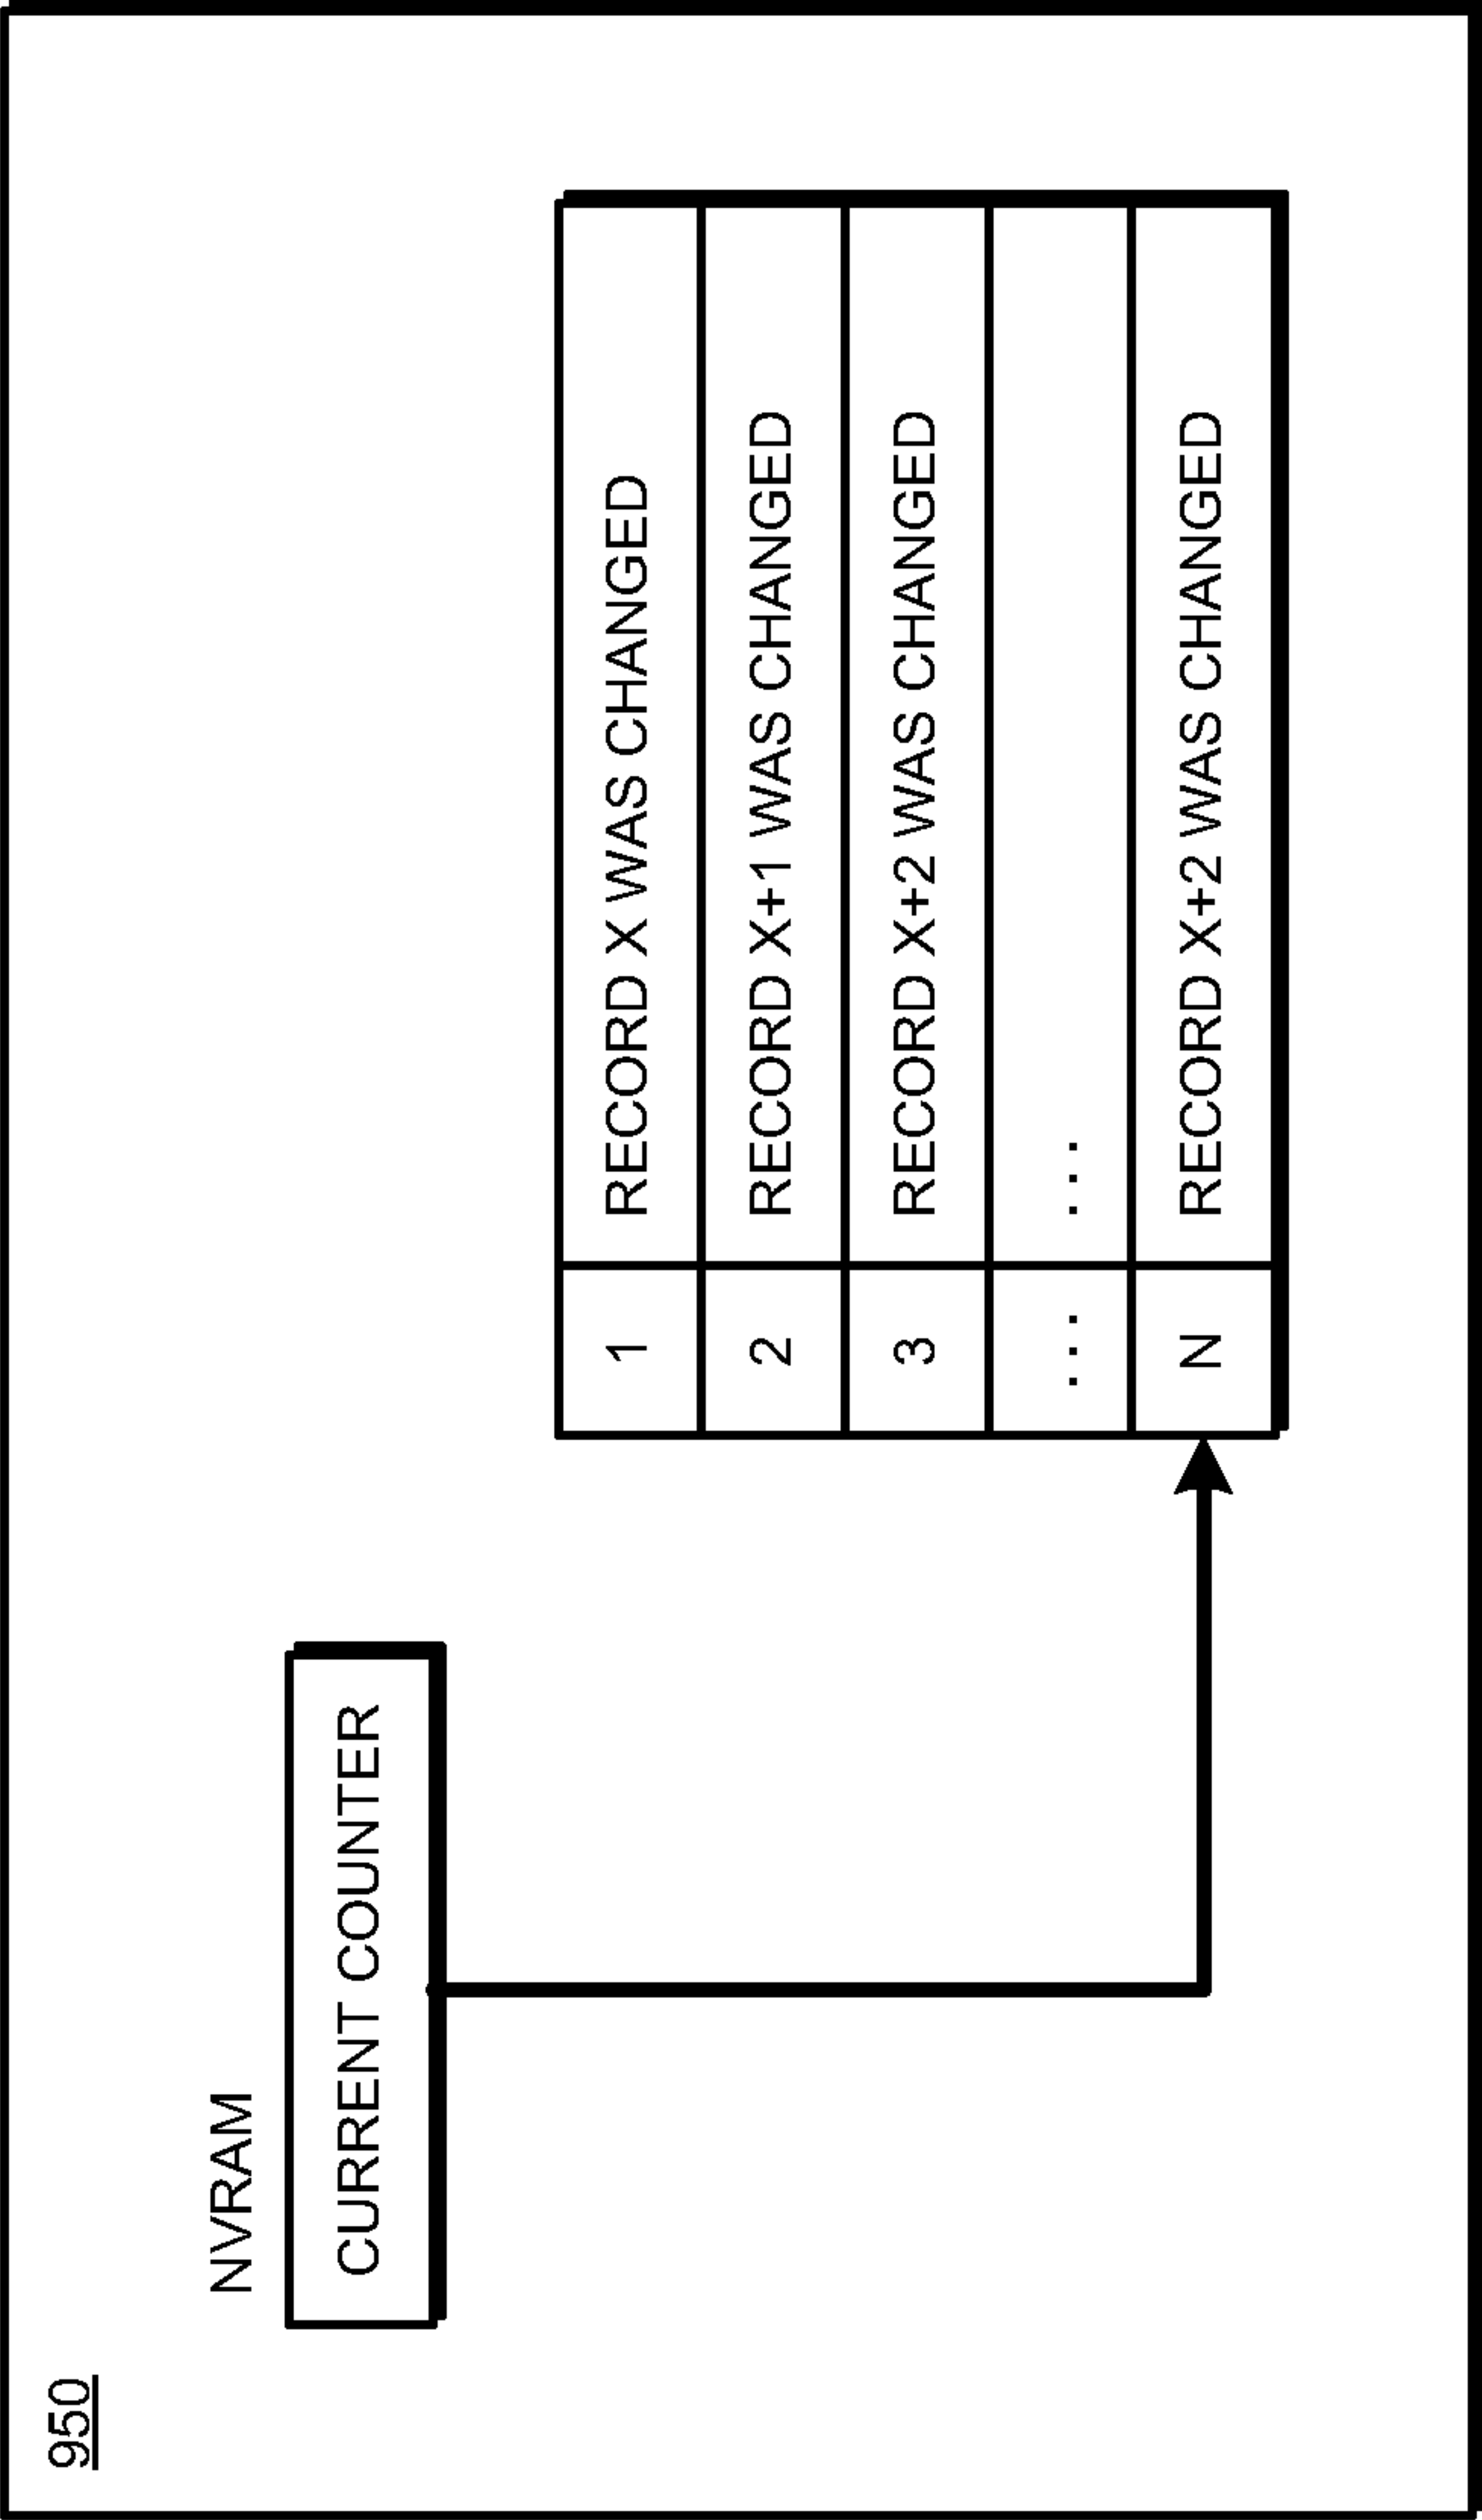 950
NVRAM
CURRENT COUNTER
1 RECORD X WAS CHANGED
2 RECORD X+1 WAS CHANGED
3 RECORD X+2 WAS CHANGED
... ...
N RECORD X+2 WAS CHANGED